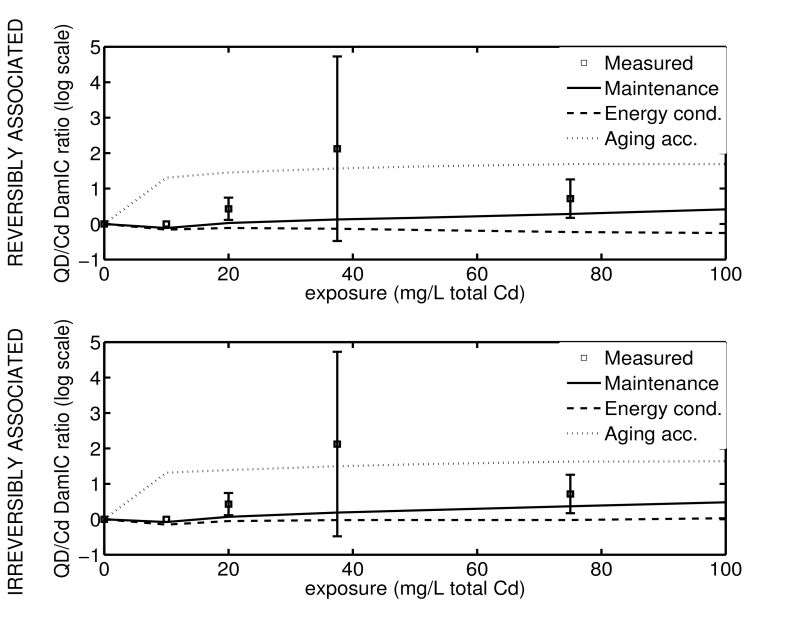 REVERSIBLY ASSOCIATED
QD/Cd DamIC ratio (log scale)
5
4
3
2
1
0
−1
Measured
Maintenance
Energy cond.
Aging acc.
0 20 40 60 80 100
exposure (mg/L total Cd)
IRREVERSIBLY ASSOCIATED
QD/Cd DamIC ratio (log scale)
5
4
3
2
1
0
−1
Measured
Maintenance
Energy cond.
Aging acc.
0 20 40 60 80 100
exposure (mg/L total Cd)